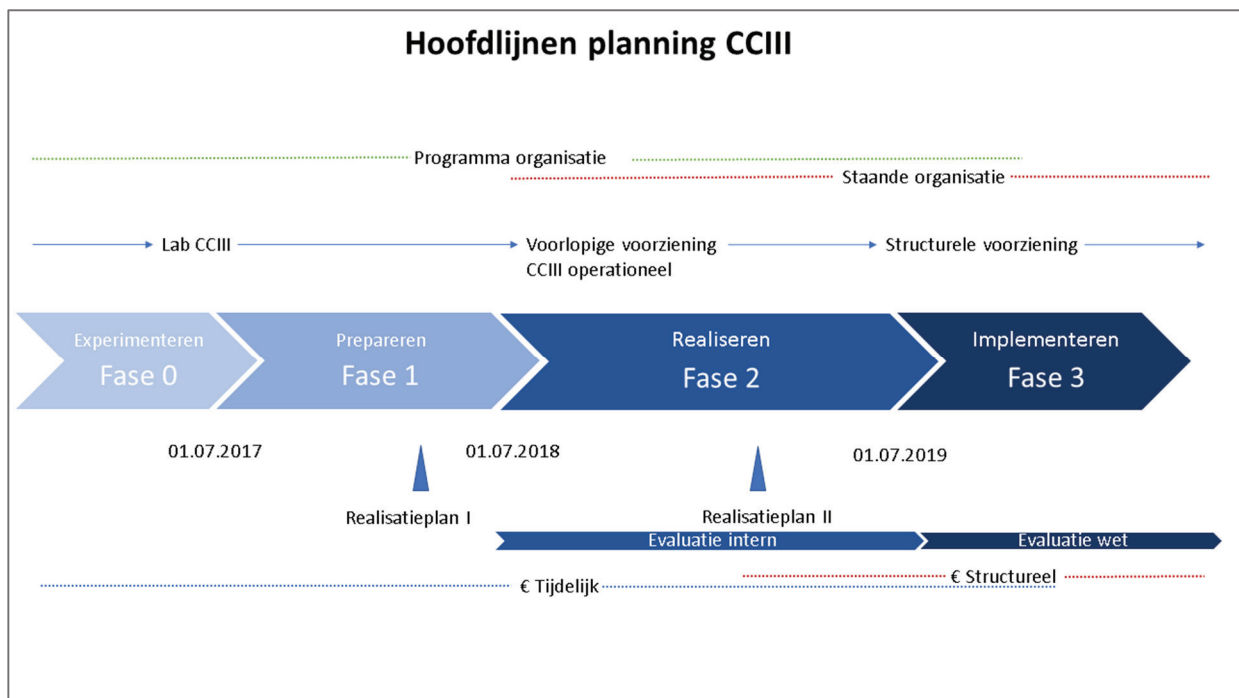 Hoofdlijnen planning CCIII
Programma organisatie
Staande organisatie
Lab CCIII
Voorlopige voorziening
CCIII operationeel
Structurele voorziening
Experimenteren
Fase 0
Prepareren
Fase 1
Realiseren
Fase 2
Implementeren
Fase 3
01.07.2017
01.07.2018
01.07.2019
Realisatieplan I
Realisatieplan II
Evaluatie intern
Evaluatie wet
€ Structureel
€ Tijdelijk